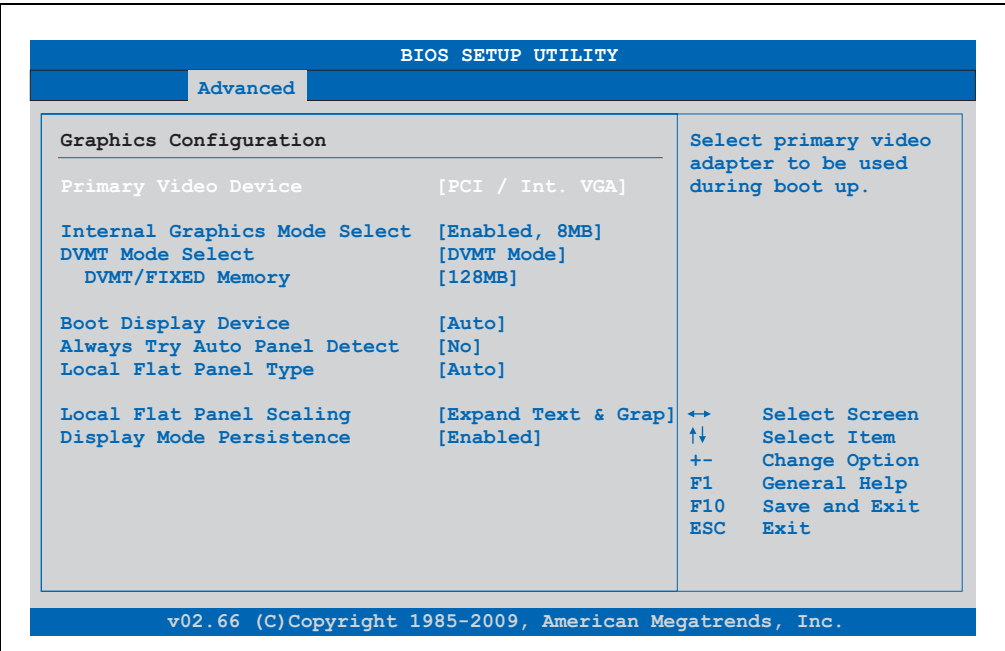 BIOS SETUP UTILITY
Advanced
Graphics Configuration
Primary Video Device [PCI / Int. VGA]
Internal Graphics Mode Select [Enabled, 8MB]
DVMT Mode Select [DVMT Mode]
DVMT/FIXED Memory [128MB]
Boot Display Device [Auto]
Always Try Auto Panel Detect [No]
Local Flat Panel Type [Auto]
Local Flat Panel Scaling [Expand Text & Grap]
Display Mode Persistence [Enabled]
Select primary video
adapter to be used
during boot up.
↔ Select Screen
↑↓ Select Item
+- Change Option
F1 General Help
F10 Save and Exit
ESC Exit
v02.66 (C)Copyright 1985-2009, American Megatrends, Inc.